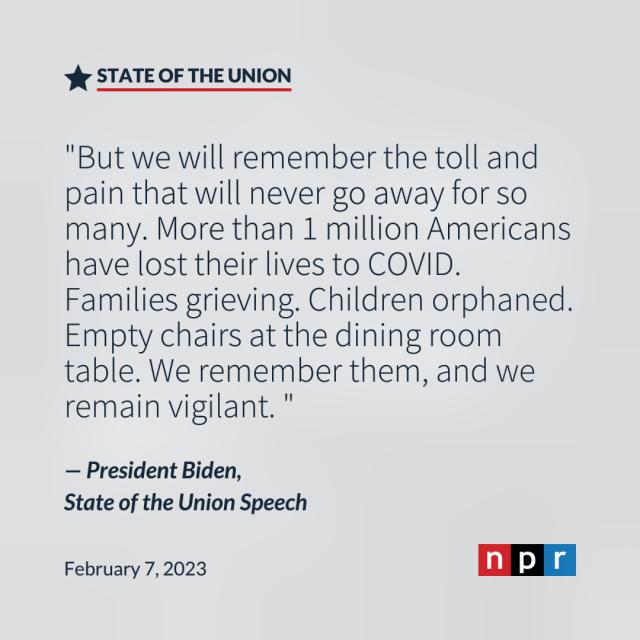 STATE OF THE UNION
"But we will remember the toll and
pain that will never go away for so
many. More than 1 million Americans
have lost their lives to COVID.
Families grieving. Children orphaned.
Empty chairs at the dining room
table. We remember them, and we
remain vigilant. "
— President Biden,
State of the Union Speech
February 7, 2023
npr